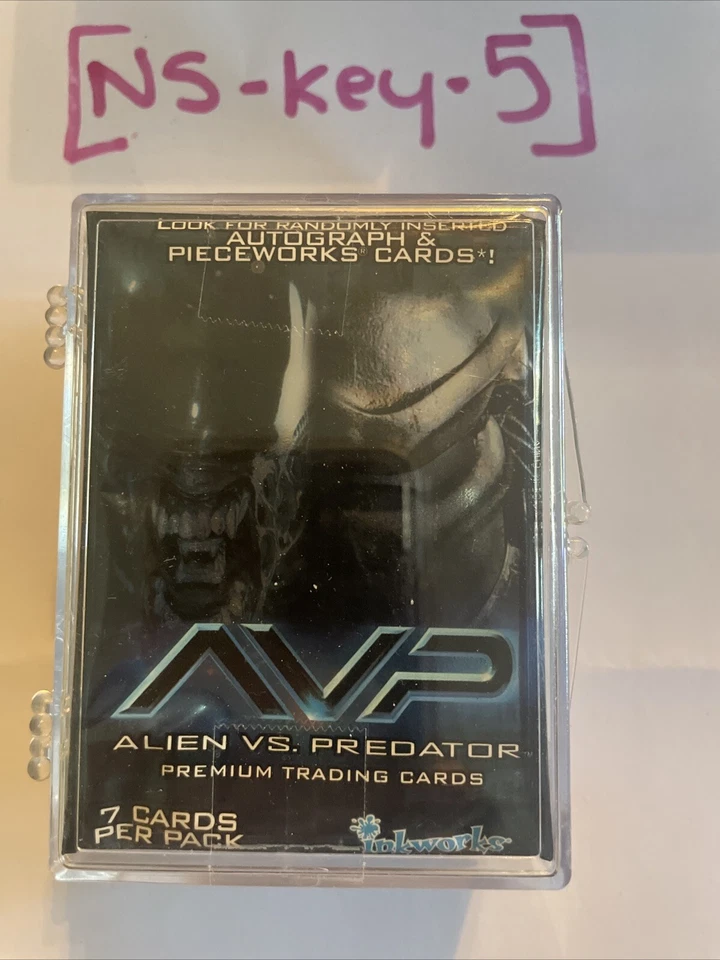 [NS-key-5]
LOOK FOR RANDOMLY INSERTED
AUTOGRAPH &
PIECEWORKS® CARDS*!
AVP
ALIEN VS. PREDATOR™
PREMIUM TRADING CARDS
7 CARDS
PER PACK
inkworks